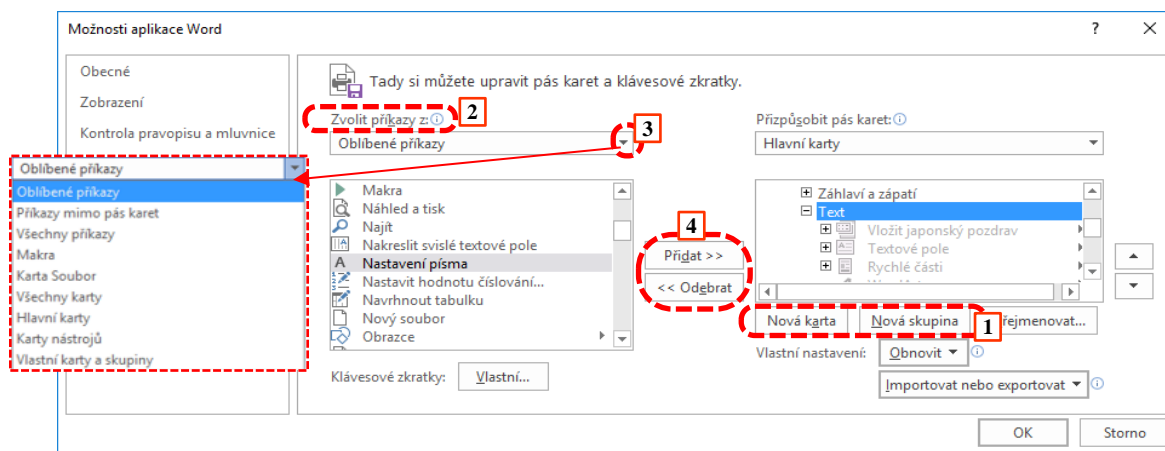 Možnosti aplikace Word
?
Obecné
Zobrazení
Kontrola pravopisu a mluvnice
Oblíbené příkazy
Oblíbené příkazy
Příkazy mimo pás karet
Všechny příkazy
Makra
Karta Soubor
Všechny karty
Hlavní karty
Karty nástrojů
Vlastní karty a skupiny
Tady si můžete upravit pás karet a klávesové zkratky.
Zvolit příkazy z:
2
3
Oblíbené příkazy
Makra
Náhled a tisk
Najít
Nakreslit svislé textové pole
A Nastavení písma
Nastavit hodnotu číslování...
Navrhnout tabulku
Nový soubor
Obrazce
Klávesové zkratky: Vlastní...
4
Přidat >>
<< Odebrat
Přizpůsobit pás karet:
Hlavní karty
Záhlaví a zápatí
Text
Vložit japonský pozdrav
Textové pole
Rychlé části
Nová karta
Nová skupina
1
řejmenovat...
Vlastní nastavení: Obnovit
Importovat nebo exportovat
OK
Storno